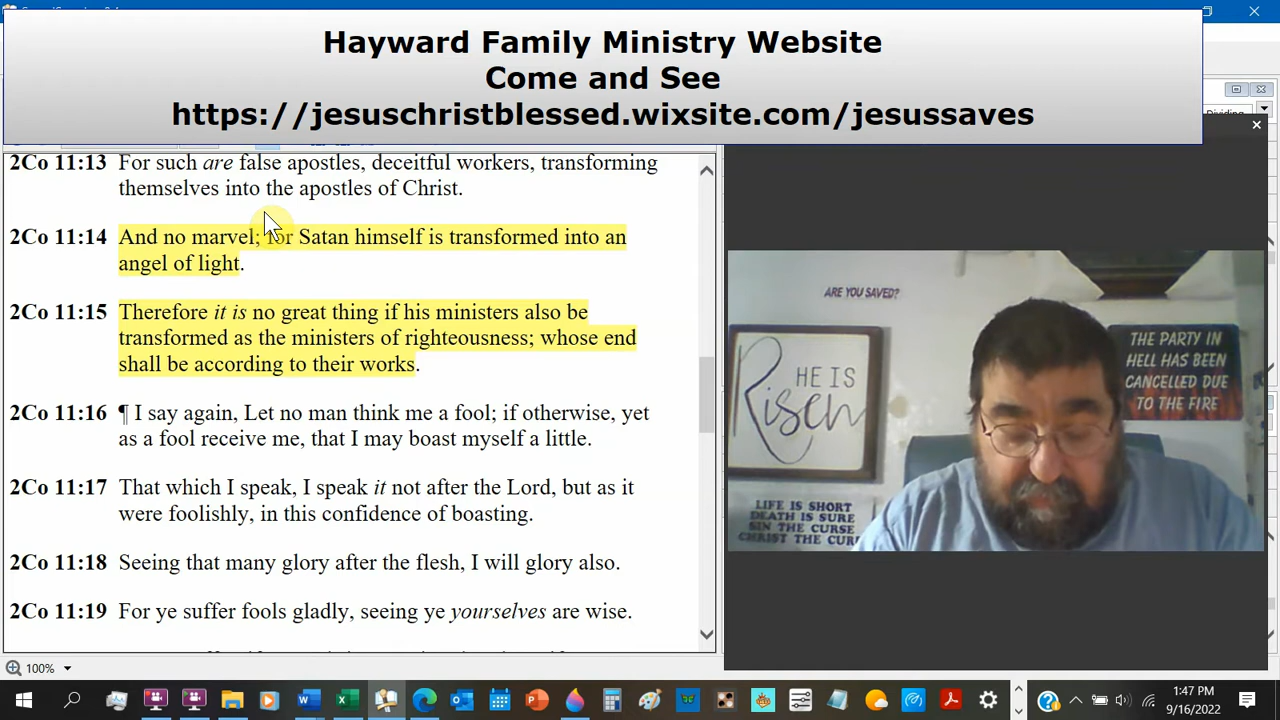 Hayward Family Ministry Website
Come and See
https://jesuschristblessed.wixsite.com/jesussaves
2Co 11:13 For such are false apostles, deceitful workers, transforming
themselves into the apostles of Christ.
2Co 11:14 And no marvel; for Satan himself is transformed into an
angel of light.
2Co 11:15 Therefore it is no great thing if his ministers also be
transformed as the ministers of righteousness; whose end
shall be according to their works.
2Co 11:16 ¶ I say again, Let no man think me a fool; if otherwise, yet
as a fool receive me, that I may boast myself a little.
2Co 11:17 That which I speak, I speak it not after the Lord, but as it
were foolishly, in this confidence of boasting.
2Co 11:18 Seeing that many glory after the flesh, I will glory also.
2Co 11:19 For ye suffer fools gladly, seeing ye yourselves are wise.
100%
ARE YOU SAVED?
HE IS
Risen
THE PARTY IN
HELL HAS BEEN
CANCELLED DUE
TO THE FIRE
LIFE IS SHORT
DEATH IS SURE
SIN THE CURSE
CHRIST THE CUR
1:47 PM
9/16/2022